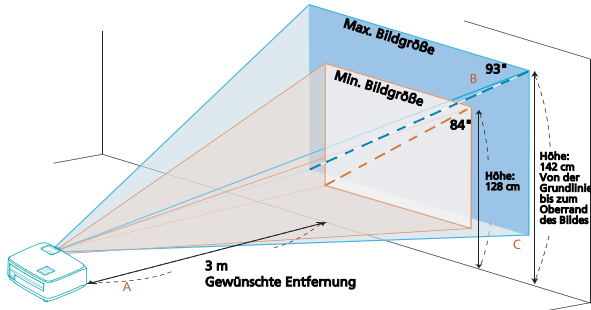 Max. Bildgröße
93"
B
Min. Bildgröße
84"
Höhe:
128 cm
Höhe:
142 cm
Von der
Grundlinie
bis zum
Oberrand
des Bildes
C
3 m
Gewünschte Entfernung
A